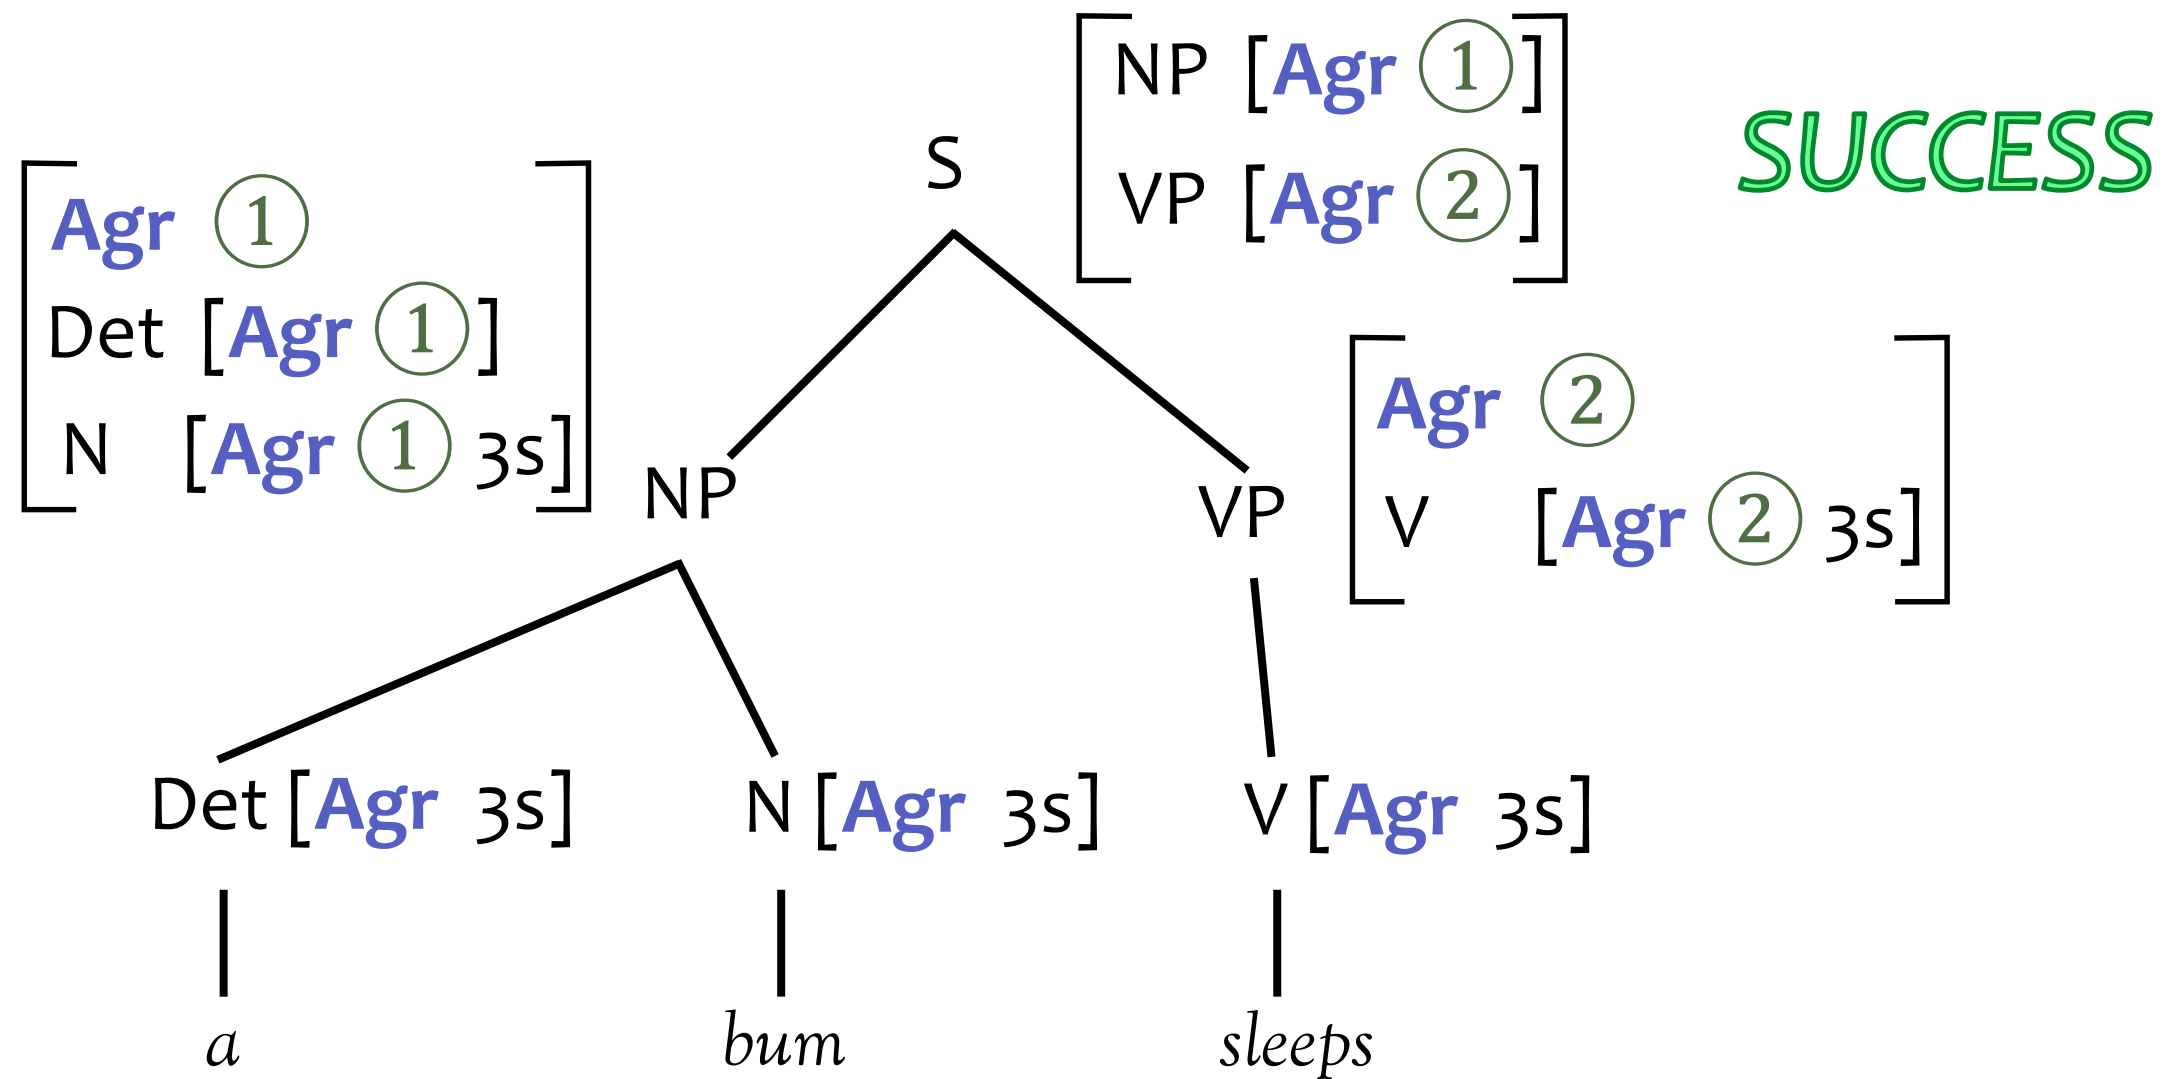 NP [Agr ①]
VP [Agr ②]
SUCCESS
S
Agr ①
Det [Agr ①]
N [Agr ① 3s]
NP
VP
Agr ②
V [Agr ② 3s]
Det [Agr 3s]
N [Agr 3s]
V [Agr 3s]
a
bum
sleeps